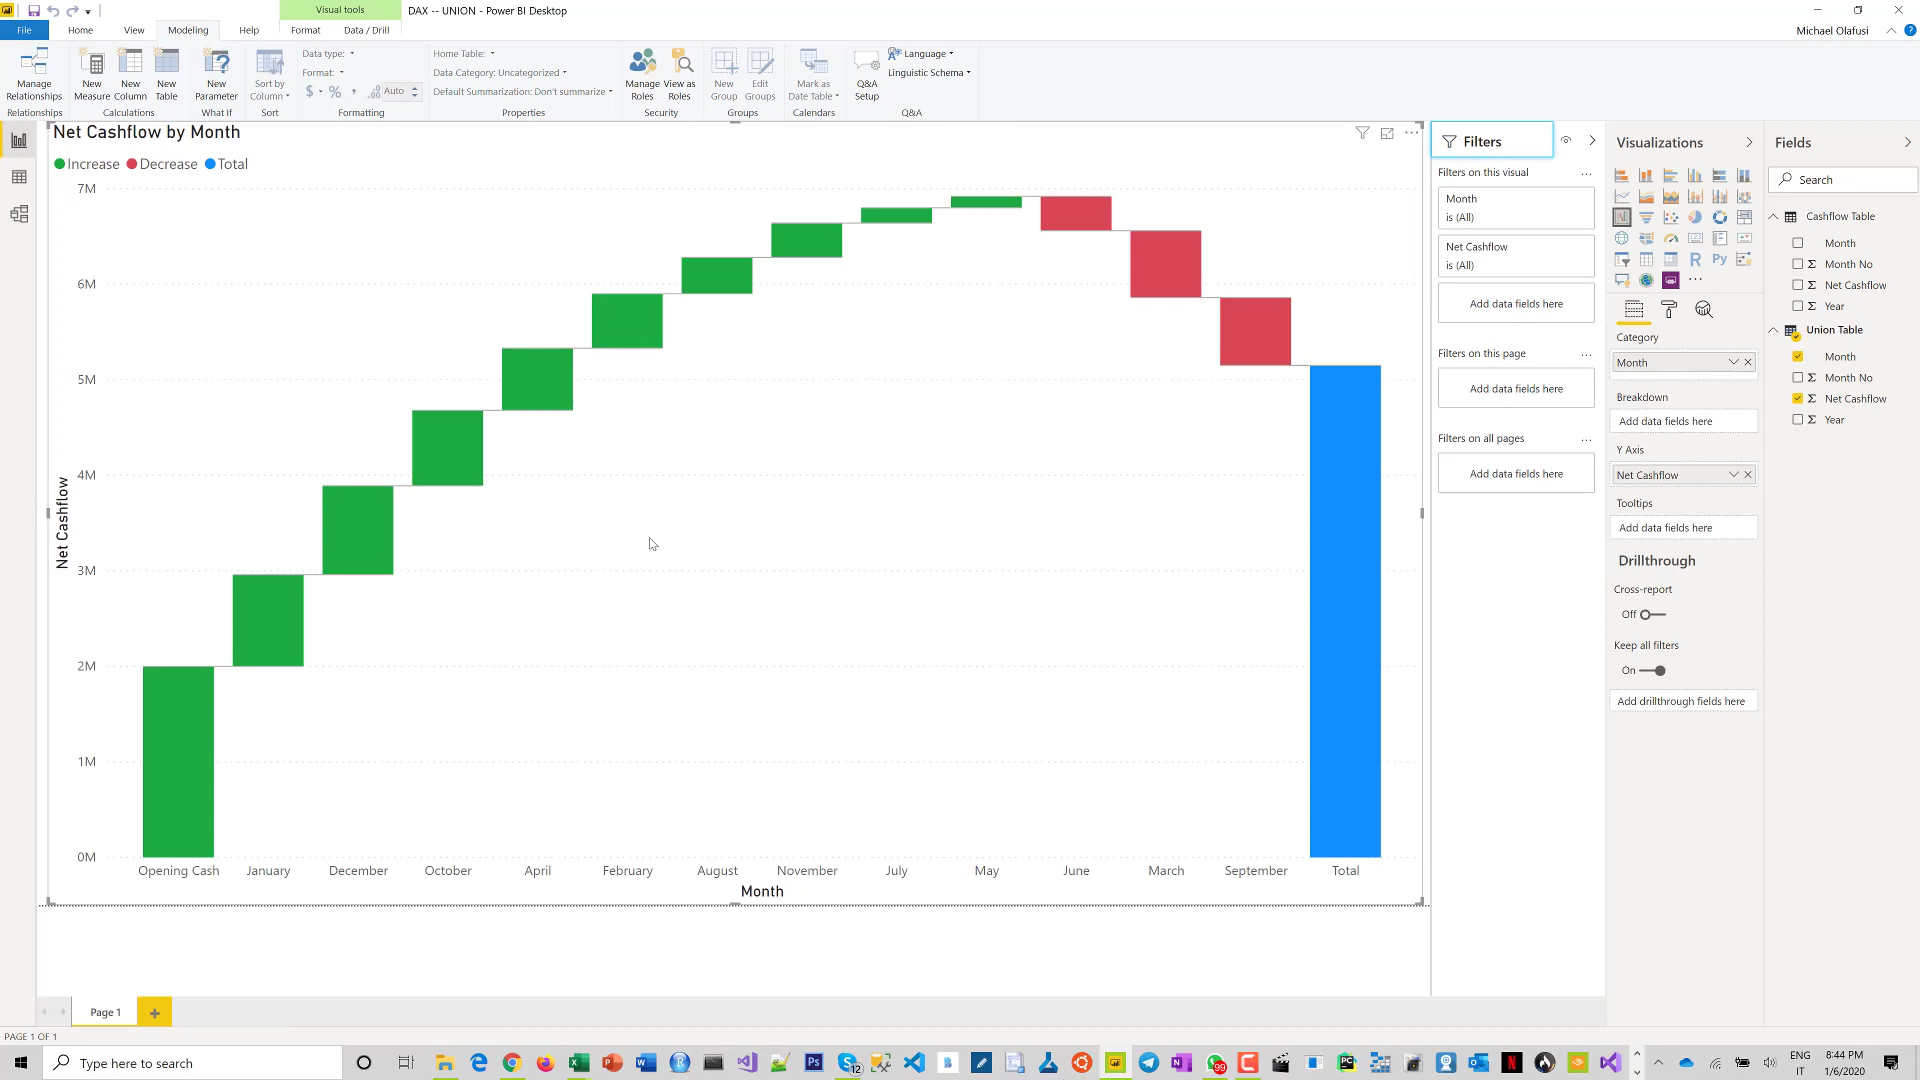 Visual tools
DAX -- UNION - Power BI Desktop
File
Home
View
Modeling
Help
Format
Data / Drill
Michael Olafusi
Manage
Relationships
New
Measure
New
Column
New
Table
New
Parameter
Sort by
Column
Data type:
Format:
$ % , Auto
Home Table:
Data Category: Uncategorized
Default Summarization: Don't summarize
Manage
Roles
View as
Roles
New
Group
Edit
Groups
Mark as
Date Table
Q&A
Setup
Language
Linguistic Schema
Relationships
Calculations
What If
Sort
Formatting
Properties
Security
Groups
Calendars
Q&A
Net Cashflow by Month
Increase
Decrease
Total
7M
6M
5M
4M
3M
2M
1M
0M
Net Cashflow
Opening Cash
January
December
October
April
February
August
November
July
May
June
March
September
Total
Month
Filters
Filters on this visual
Month
is (All)
Net Cashflow
is (All)
Add data fields here
Filters on this page
Add data fields here
Filters on all pages
Add data fields here
Visualizations
R
Py
123
Category
Month
Breakdown
Add data fields here
Y Axis
Net Cashflow
Tooltips
Add data fields here
Drillthrough
Cross-report
Off
Keep all filters
On
Add drillthrough fields here
Fields
Search
Cashflow Table
Month
Σ Month No
Σ Net Cashflow
Σ Year
Union Table
Month
Σ Month No
Σ Net Cashflow
Σ Year
Page 1
PAGE 1 OF 1
Type here to search
12
99
ENG
IT
8:44 PM
1/6/2020